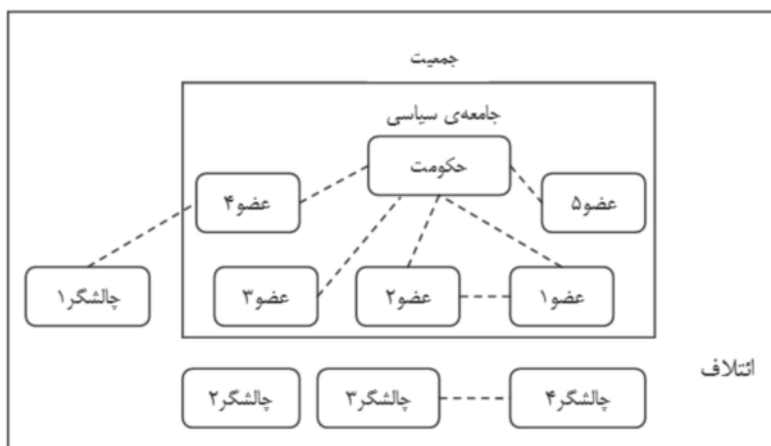 جمعیت
جامعه‌ی سیاسی
حکومت
عضو۵
عضو۴
عضو۱
عضو۲
عضو۳
چالشگر۱
ائتلاف
چالشگر۴
چالشگر۳
چالشگر۲